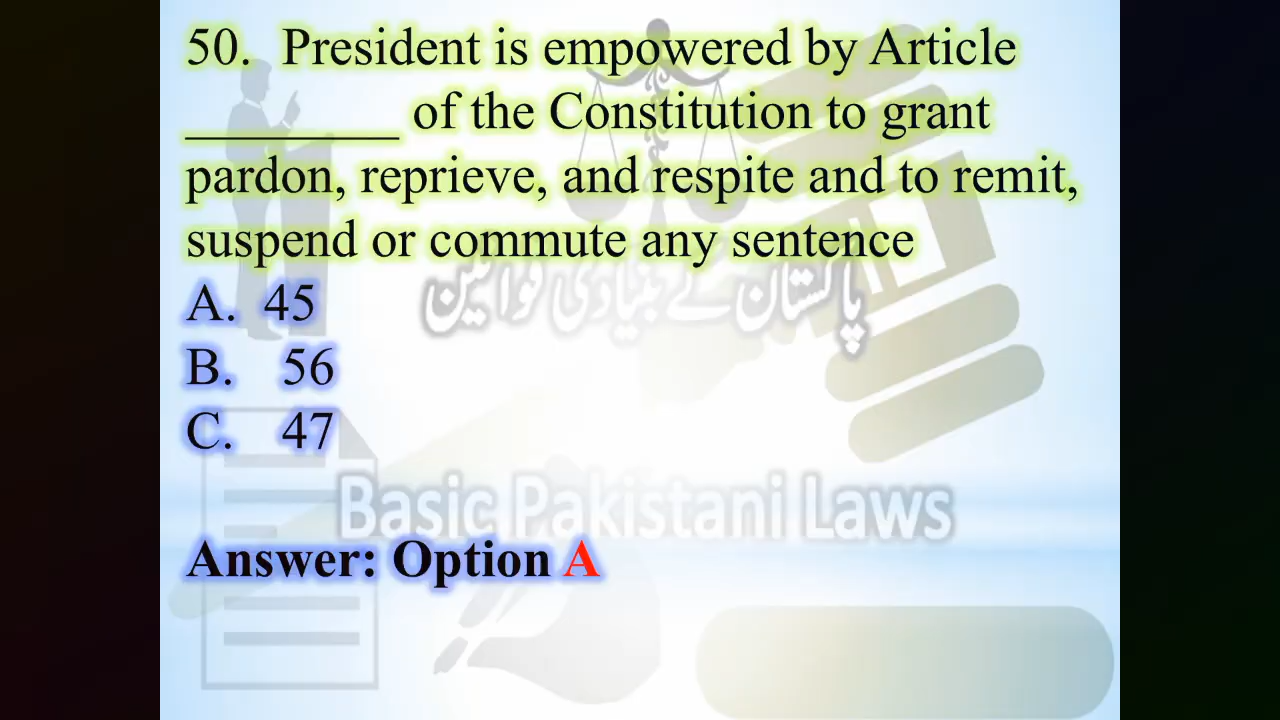 50. President is empowered by Article
________ of the Constitution to grant
pardon, reprieve, and respite and to remit,
suspend or commute any sentence
پاکستان کے بنیادی قوانین
A. 45
B. 56
C. 47
Basic Pakistani Laws
Answer: Option A